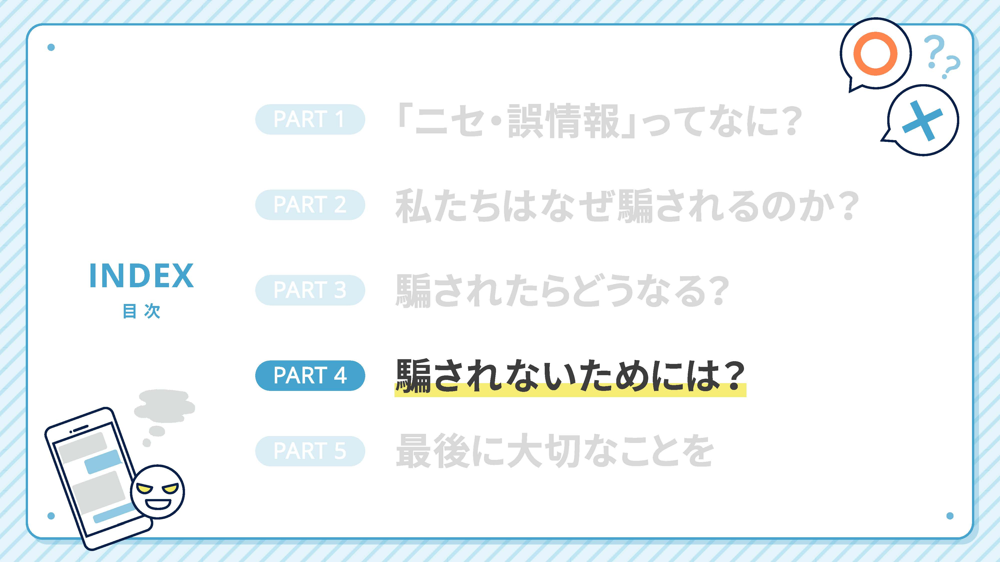 INDEX
目次
PART 1 「ニセ・誤情報」ってなに？
PART 2 私たちはなぜ騙されるのか？
PART 3 騙されたらどうなる？
PART 4 騙されないためには？
PART 5 最後に大切なことを
??